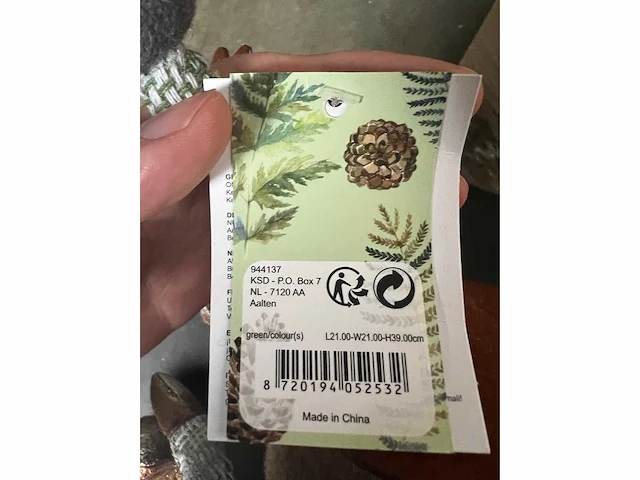 944137
KSD - P.O. Box 7
NL - 7120 AA
Aalten
green/colour(s)
L21.00-W21.00-H39.00cm
8 720194 052532
Made in China